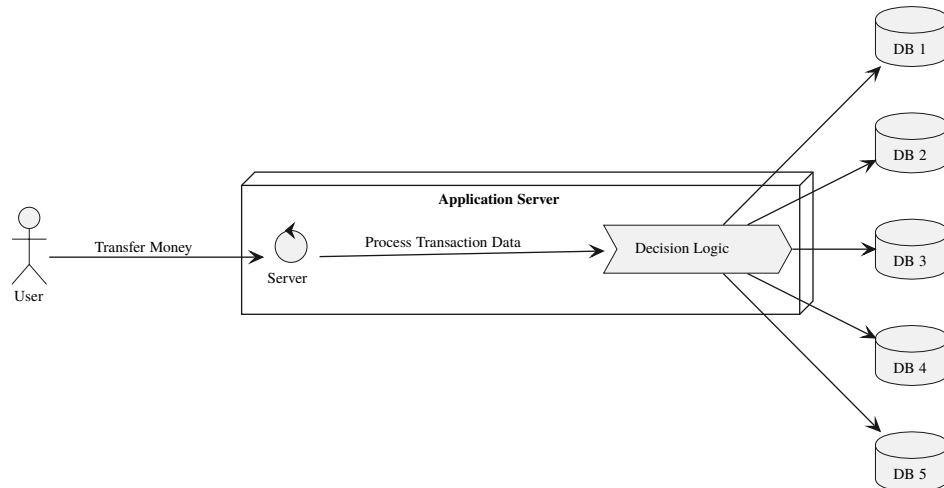 DB 1
DB 2
Application Server
Transfer Money
Process Transaction Data
Decision Logic
DB 3
Server
User
DB 4
DB 5